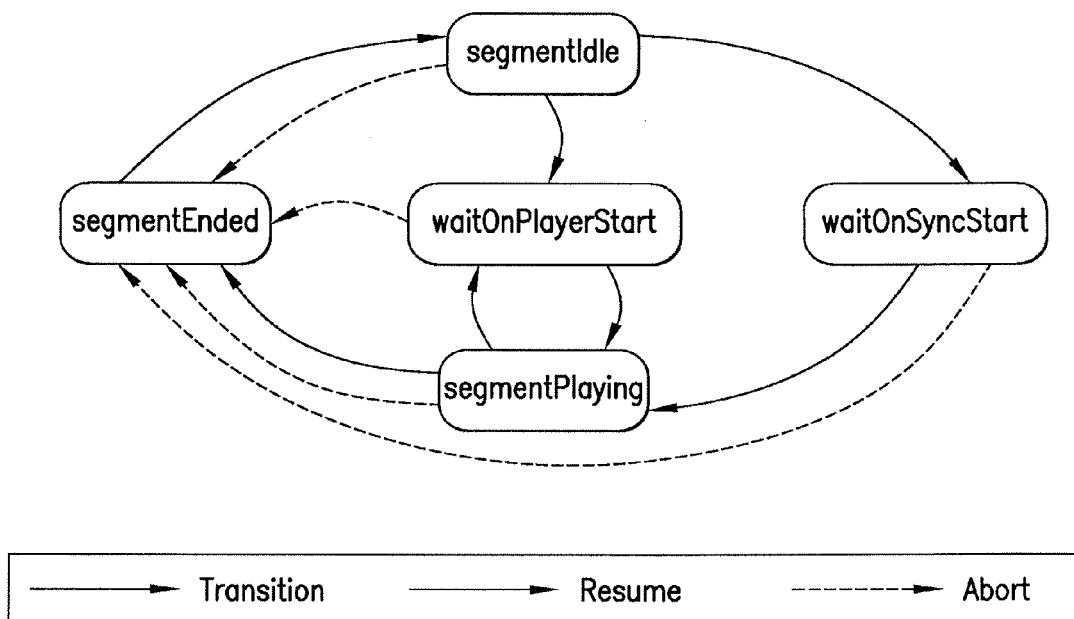 segmentIdle
segmentEnded
waitOnPlayerStart
waitOnSyncStart
segmentPlaying
Transition
Resume
Abort